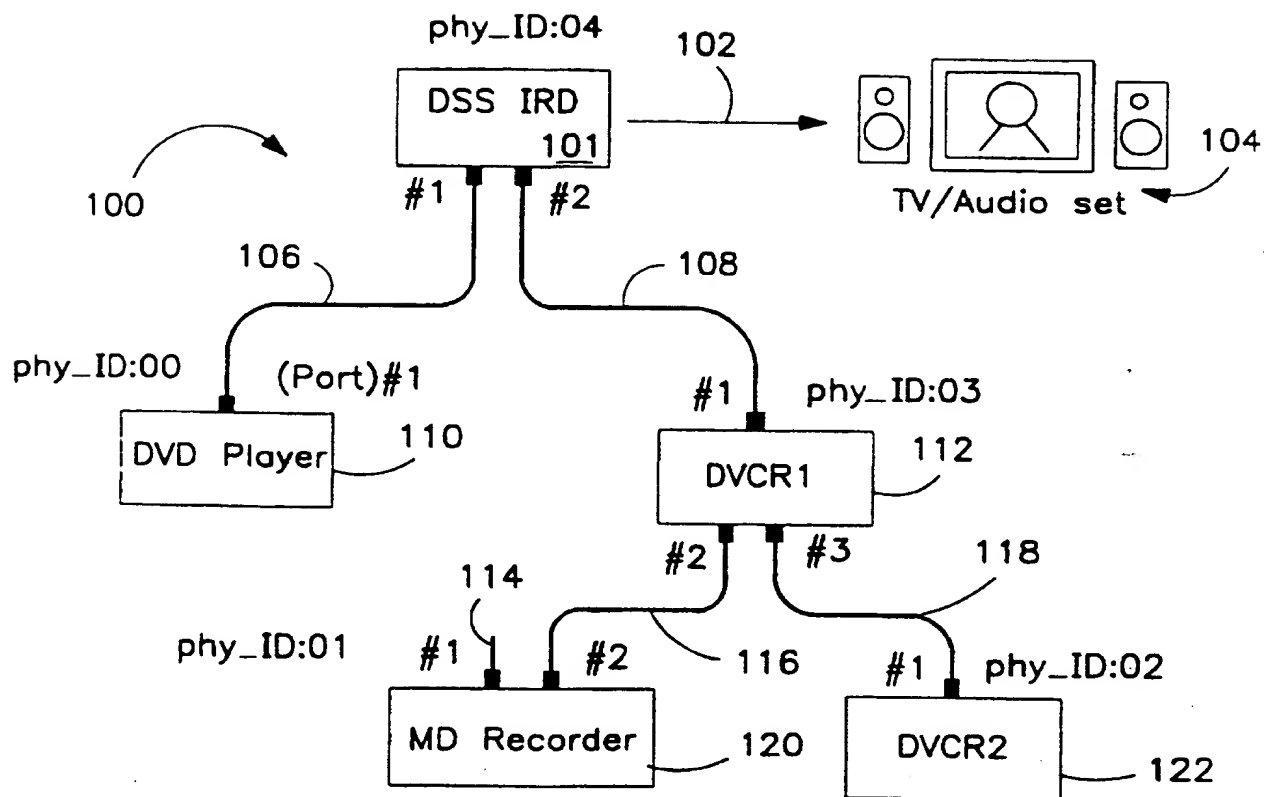 phy_ID:04
102
DSS IRD
101
104
100
#1
#2
TV/Audio set
106
108
phy_ID:00
(Port)#1
#1
phy_ID:03
DVD Player
110
DVCR1
112
#2
#3
118
114
phy_ID:01
#1
#2
116
#1
phy_ID:02
MD Recorder
120
DVCR2
122